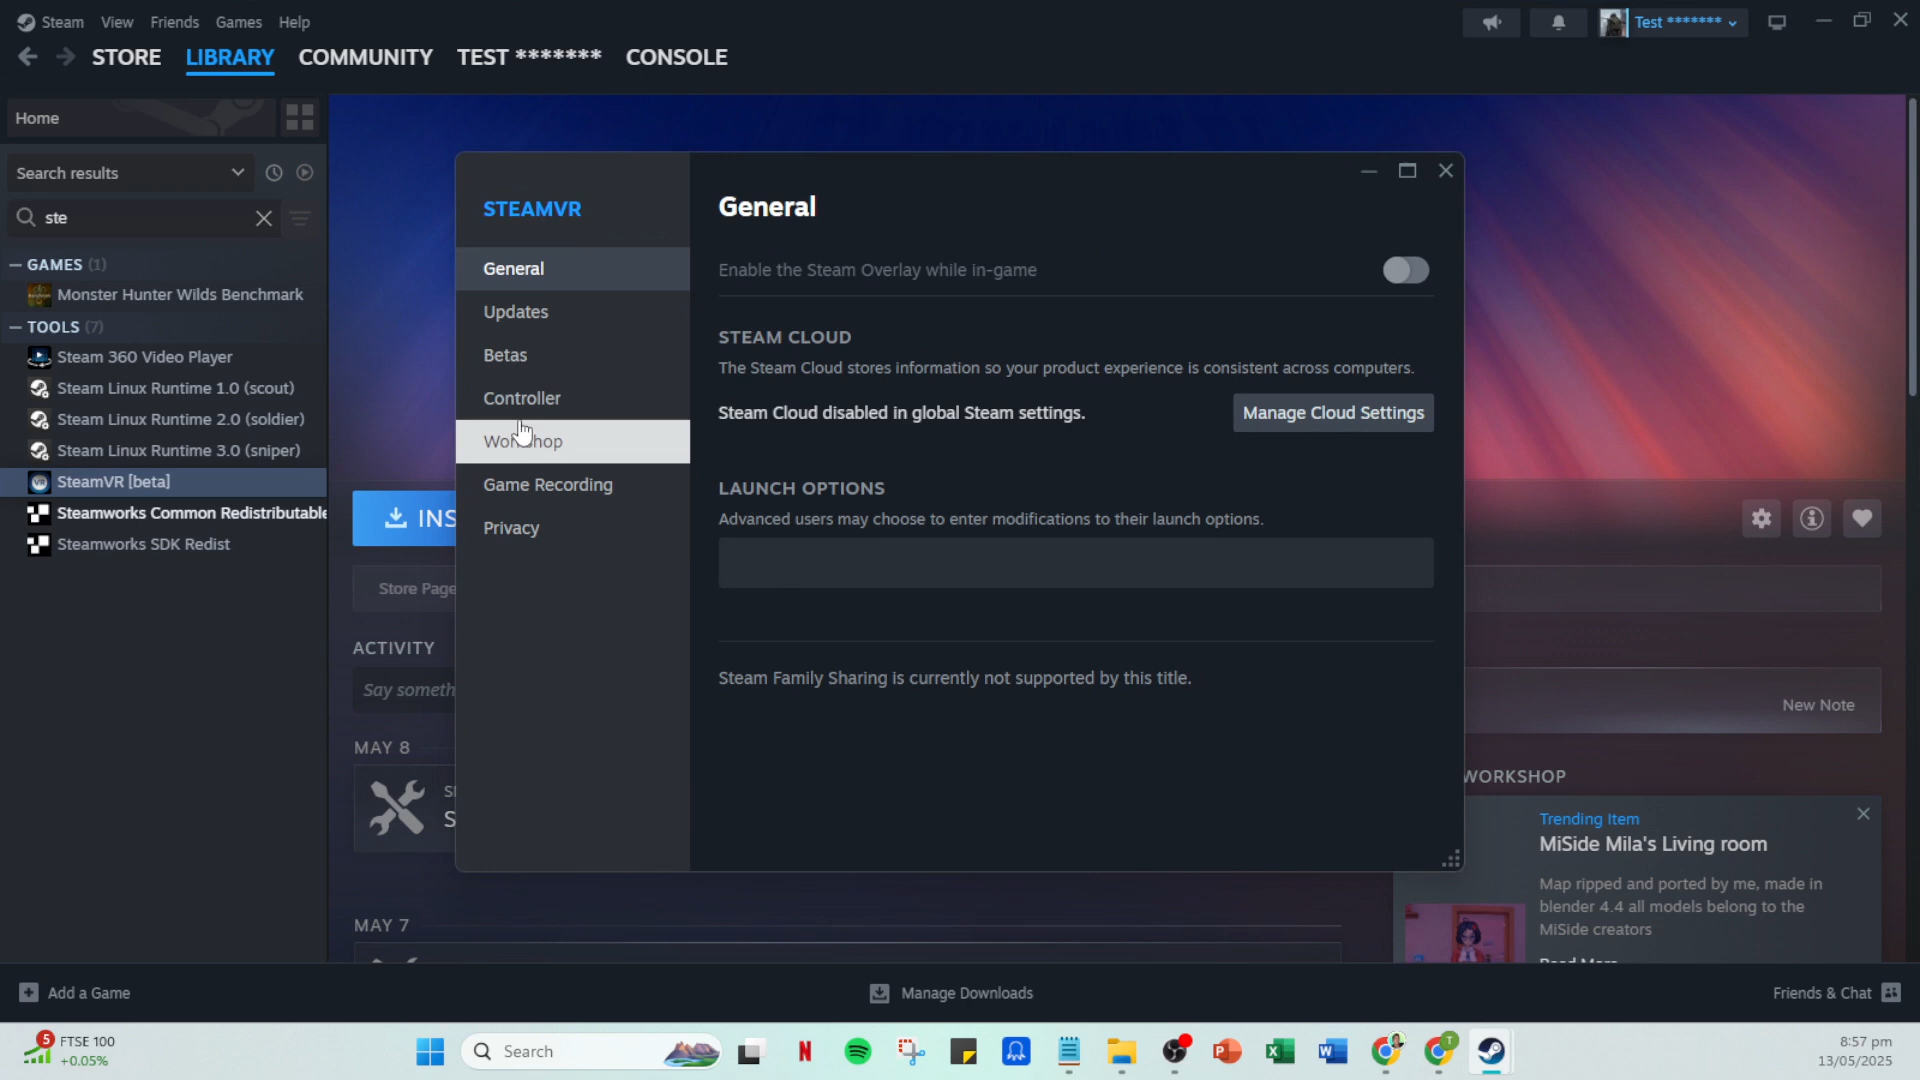 Steam View Friends Games Help
Test *******
STORE LIBRARY COMMUNITY TEST ******* CONSOLE
Home
Search results
ste
— GAMES (1)
Monster Hunter Wilds Benchmark
— TOOLS (7)
Steam 360 Video Player
Steam Linux Runtime 1.0 (scout)
Steam Linux Runtime 2.0 (soldier)
Steam Linux Runtime 3.0 (sniper)
SteamVR [beta]
Steamworks Common Redistributable
Steamworks SDK Redist
STEAMVR
General
Updates
Betas
Controller
Workshop
Game Recording
Privacy
General
Enable the Steam Overlay while in-game
STEAM CLOUD
The Steam Cloud stores information so your product experience is consistent across computers.
Steam Cloud disabled in global Steam settings.
Manage Cloud Settings
LAUNCH OPTIONS
Advanced users may choose to enter modifications to their launch options.
Steam Family Sharing is currently not supported by this title.
INS
Store Page
ACTIVITY
Say someth
MAY 8
S
S
MAY 7
New Note
WORKSHOP
Trending Item
MiSide Mila's Living room
Map ripped and ported by me, made in
blender 4.4 all models belong to the
MiSide creators
Read More
Add a Game
Manage Downloads
Friends & Chat
5
FTSE 100
+0.05%
Search
8:57 pm
13/05/2025